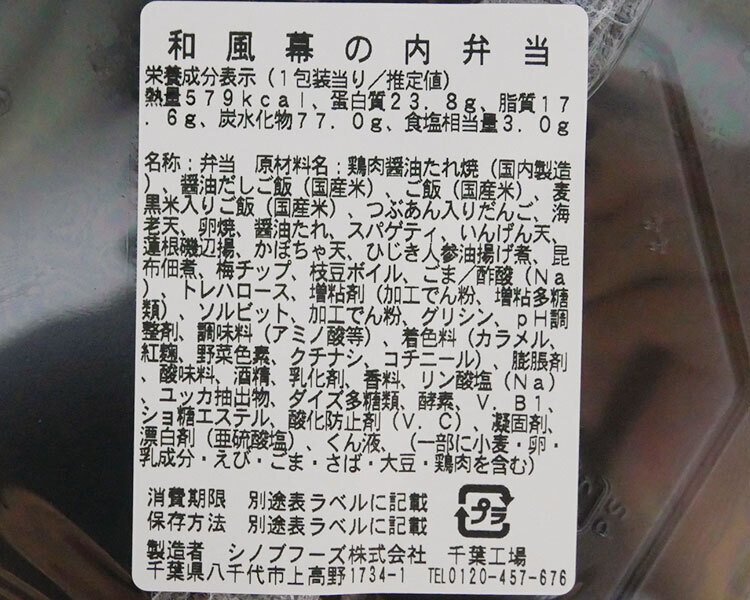 和風幕の内弁当
栄養成分表示（１包装当り／推定値）
熱量５７９ｋｃａｌ、蛋白質２３．８ｇ、脂質１７
．６ｇ、炭水化物７７．０ｇ、食塩相当量３．０ｇ
名称：弁当　原材料名：鶏肉醤油たれ焼（国内製造
）、醤油だしご飯（国産米）、ご飯（国産米）、麦
黒米入りご飯（国産米）、つぶあん入りだんご、海
老天、卵焼、醤油たれ、スパゲティ、いんげん天、
蓮根磯辺揚、かぼちゃ天、ひじき人参油揚げ煮、昆
布佃煮、梅チップ、枝豆ボイル、ごま／酢酸（Ｎａ
）、トレハロース、増粘剤（加工でん粉、増粘多糖
類）、ソルビット、加工でん粉、グリシン、ｐＨ調
整剤、調味料（アミノ酸等）、着色料（カラメル、
紅麹、野菜色素、クチナシ、コチニール）、膨脹剤
、酸味料、酒精、乳化剤、香料、リン酸塩（Ｎａ）
、ユッカ抽出物、ダイズ多糖類、酵素、Ｖ．Ｂ１、
ショ糖エステル、酸化防止剤（Ｖ．Ｃ）、凝固剤、
漂白剤（亜硫酸塩）、くん液、（一部に小麦・卵・
乳成分・えび・ごま・さば・大豆・鶏肉を含む）
消費期限　別途表ラベルに記載
保存方法　別途表ラベルに記載
プラ
製造者　シノブフーズ株式会社　千葉工場
千葉県八千代市上高野1734-1　TEL0120-457-676